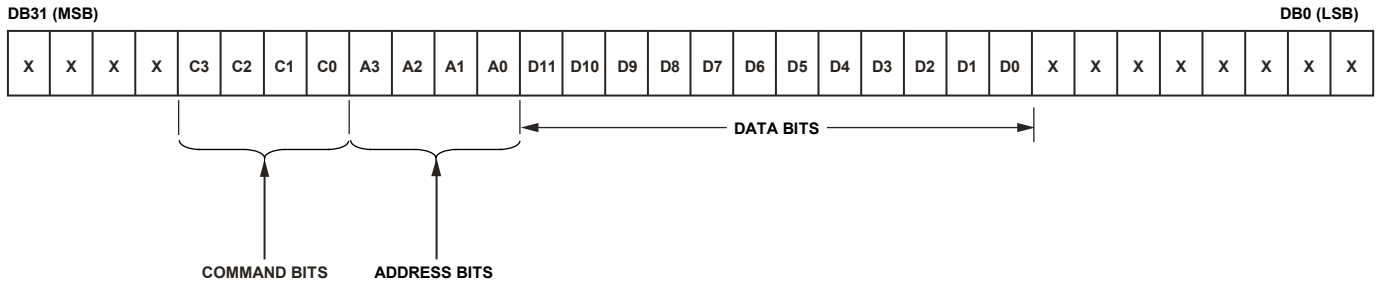 DB31 (MSB) DB0 (LSB)
X X X X C3 C2 C1 C0 A3 A2 A1 A0 D11 D10 D9 D8 D7 D6 D5 D4 D3 D2 D1 D0 X X X X X X X X
DATA BITS
COMMAND BITS ADDRESS BITS